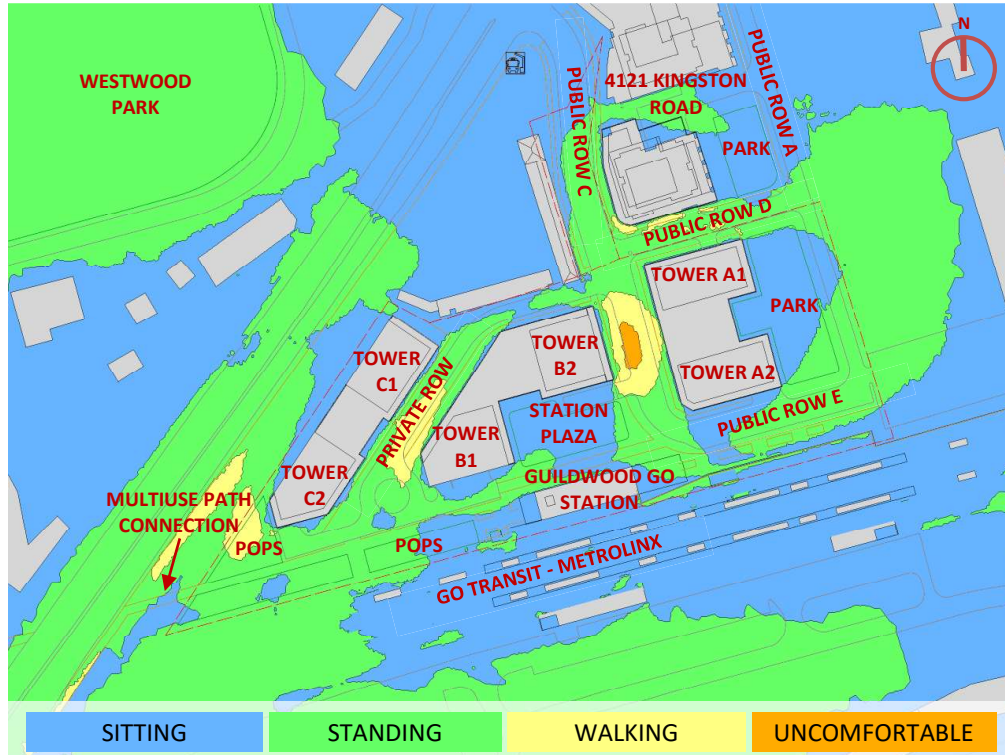 N
WESTWOOD
PARK
PUBLIC ROW C
4121 KINGSTON
ROAD
PUBLIC ROW A
PARK
PUBLIC ROW D
TOWER A1
PARK
TOWER
C1
PRIVATE ROW
TOWER
B2
TOWER A2
STATION
PLAZA
PUBLIC ROW E
TOWER
B1
TOWER
C2
GUILDWOOD GO
STATION
MULTIUSE PATH
CONNECTION
POPS
POPS
GO TRANSIT - METROLINX
SITTING
STANDING
WALKING
UNCOMFORTABLE